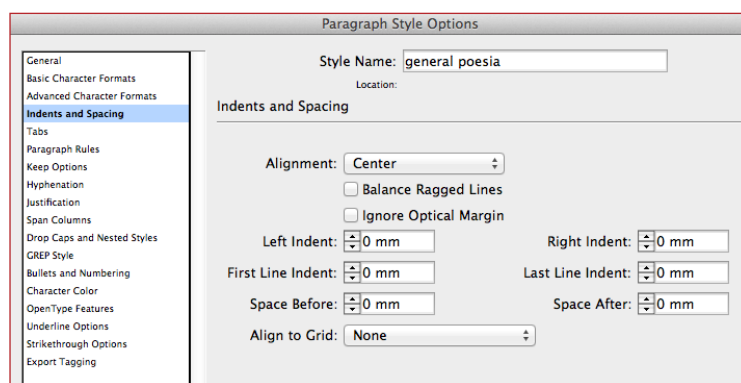 Paragraph Style Options
General
Basic Character Formats
Advanced Character Formats
Indents and Spacing
Tabs
Paragraph Rules
Keep Options
Hyphenation
Justification
Span Columns
Drop Caps and Nested Styles
GREP Style
Bullets and Numbering
Character Color
OpenType Features
Underline Options
Strikethrough Options
Export Tagging
Style Name: general poesia
Location:
Indents and Spacing
Alignment: Center
Balance Ragged Lines
Ignore Optical Margin
Left Indent: 0 mm Right Indent: 0 mm
First Line Indent: 0 mm Last Line Indent: 0 mm
Space Before: 0 mm Space After: 0 mm
Align to Grid: None